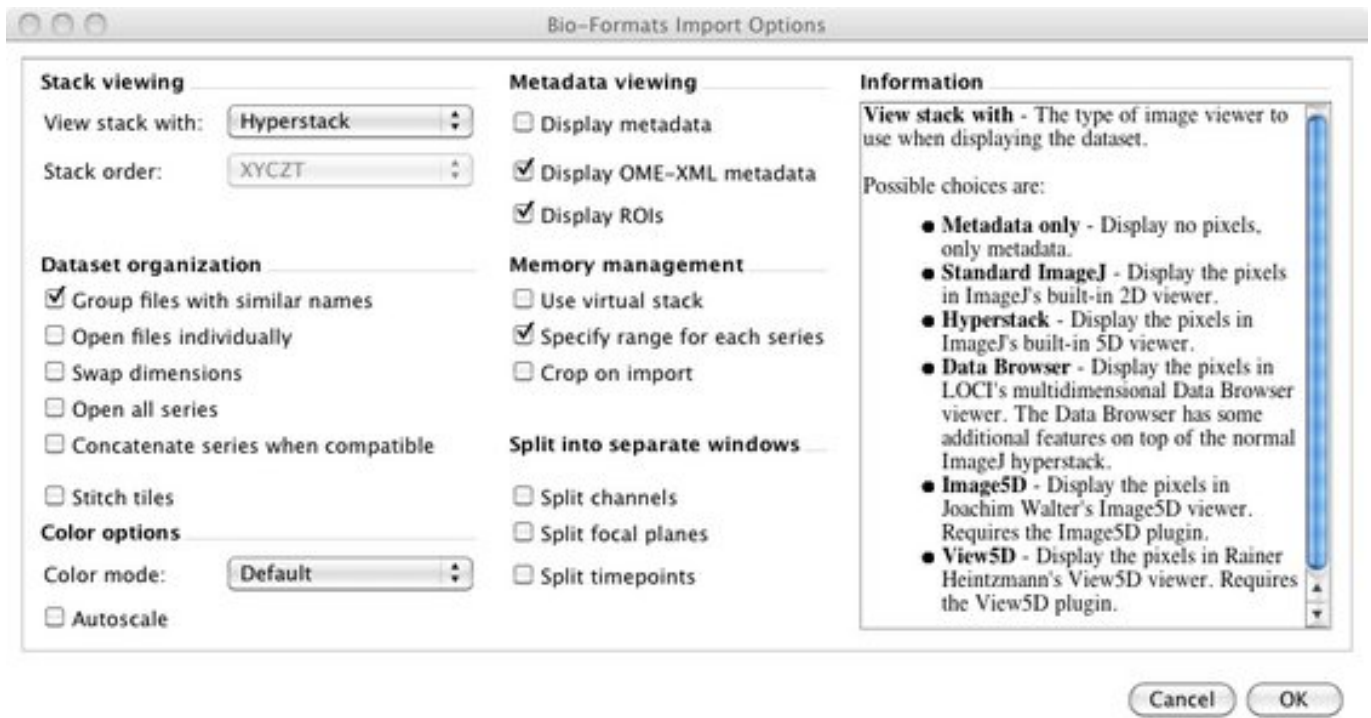 Bio-Formats Import Options
Stack viewing
View stack with: Hyperstack
Stack order: XYCZT
Dataset organization
Group files with similar names
Open files individually
Swap dimensions
Open all series
Concatenate series when compatible
Stitch tiles
Color options
Color mode: Default
Autoscale
Metadata viewing
Display metadata
Display OME-XML metadata
Display ROIs
Memory management
Use virtual stack
Specify range for each series
Crop on import
Split into separate windows
Split channels
Split focal planes
Split timepoints
Information
View stack with - The type of image viewer to
use when displaying the dataset.
Possible choices are:
● Metadata only - Display no pixels,
only metadata.
● Standard ImageJ - Display the pixels
in ImageJ's built-in 2D viewer.
● Hyperstack - Display the pixels in
ImageJ's built-in 5D viewer.
● Data Browser - Display the pixels in
LOCI's multidimensional Data Browser
viewer. The Data Browser has some
additional features on top of the normal
ImageJ hyperstack.
● Image5D - Display the pixels in
Joachim Walter's Image5D viewer.
Requires the Image5D plugin.
● View5D - Display the pixels in Rainer
Heintzmann's View5D viewer. Requires
the View5D plugin.
Cancel OK